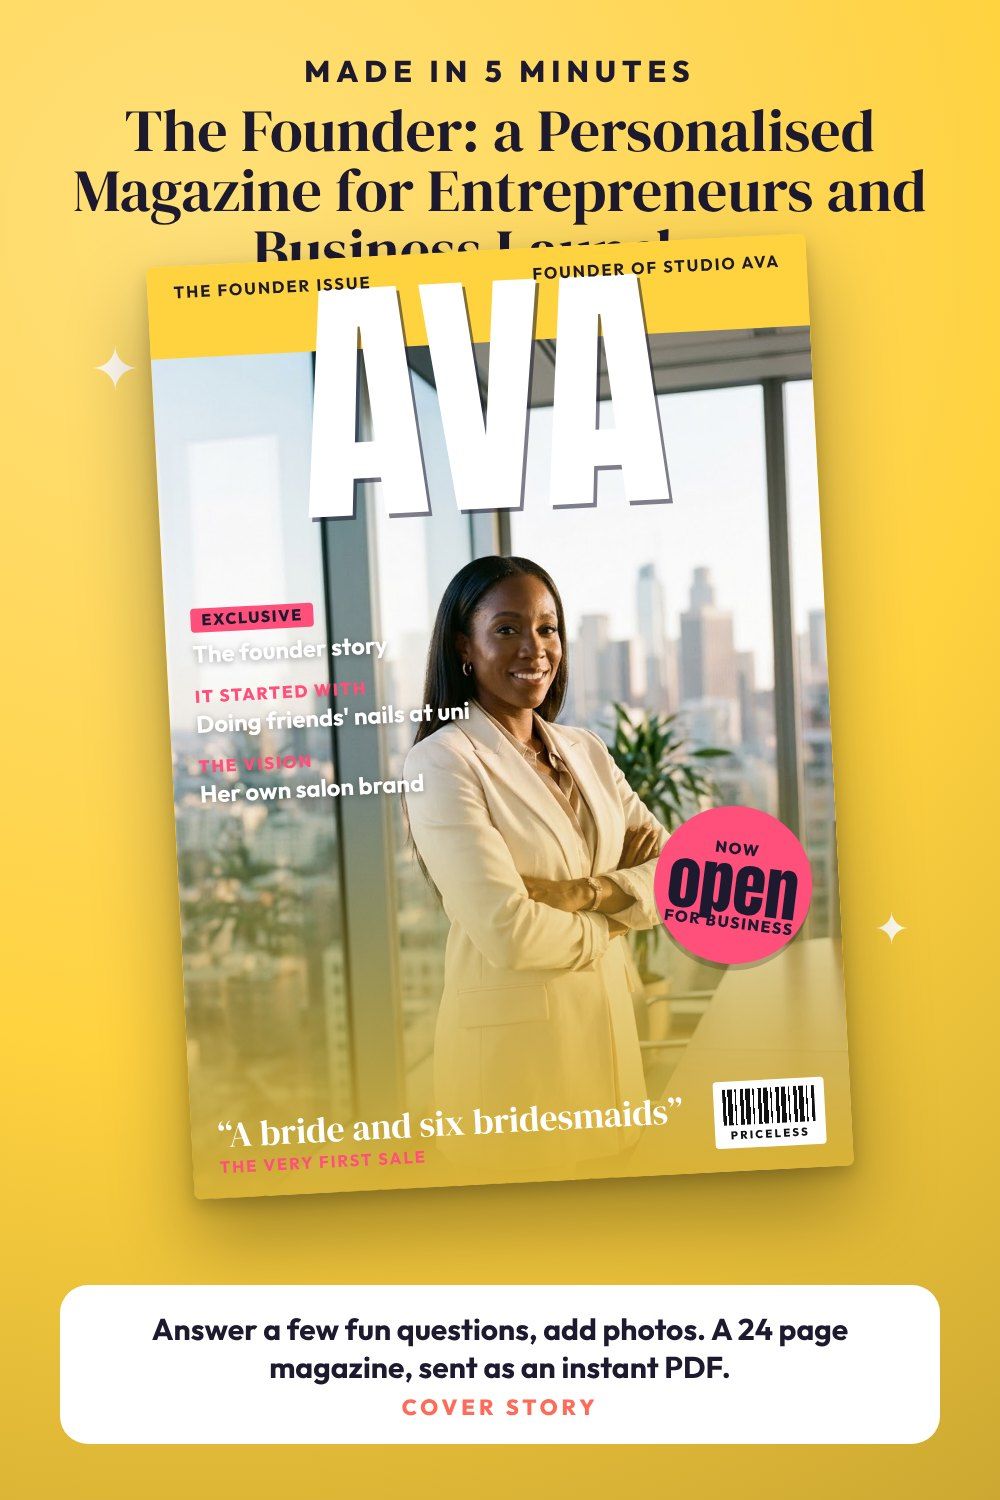 MADE IN 5 MINUTES
The Founder: a Personalised
Magazine for Entrepreneurs and
Business
THE FOUNDER ISSUE
FOUNDER OF STUDIO AVA
AVA
EXCLUSIVE
The founder story
IT STARTED WITH
Doing friends' nails at uni
THE VISION
Her own salon brand
NOW
open
FOR BUSINESS
“A bride and six bridesmaids”
THE VERY FIRST SALE
PRICELESS
Answer a few fun questions, add photos. A 24 page
magazine, sent as an instant PDF.
COVER STORY